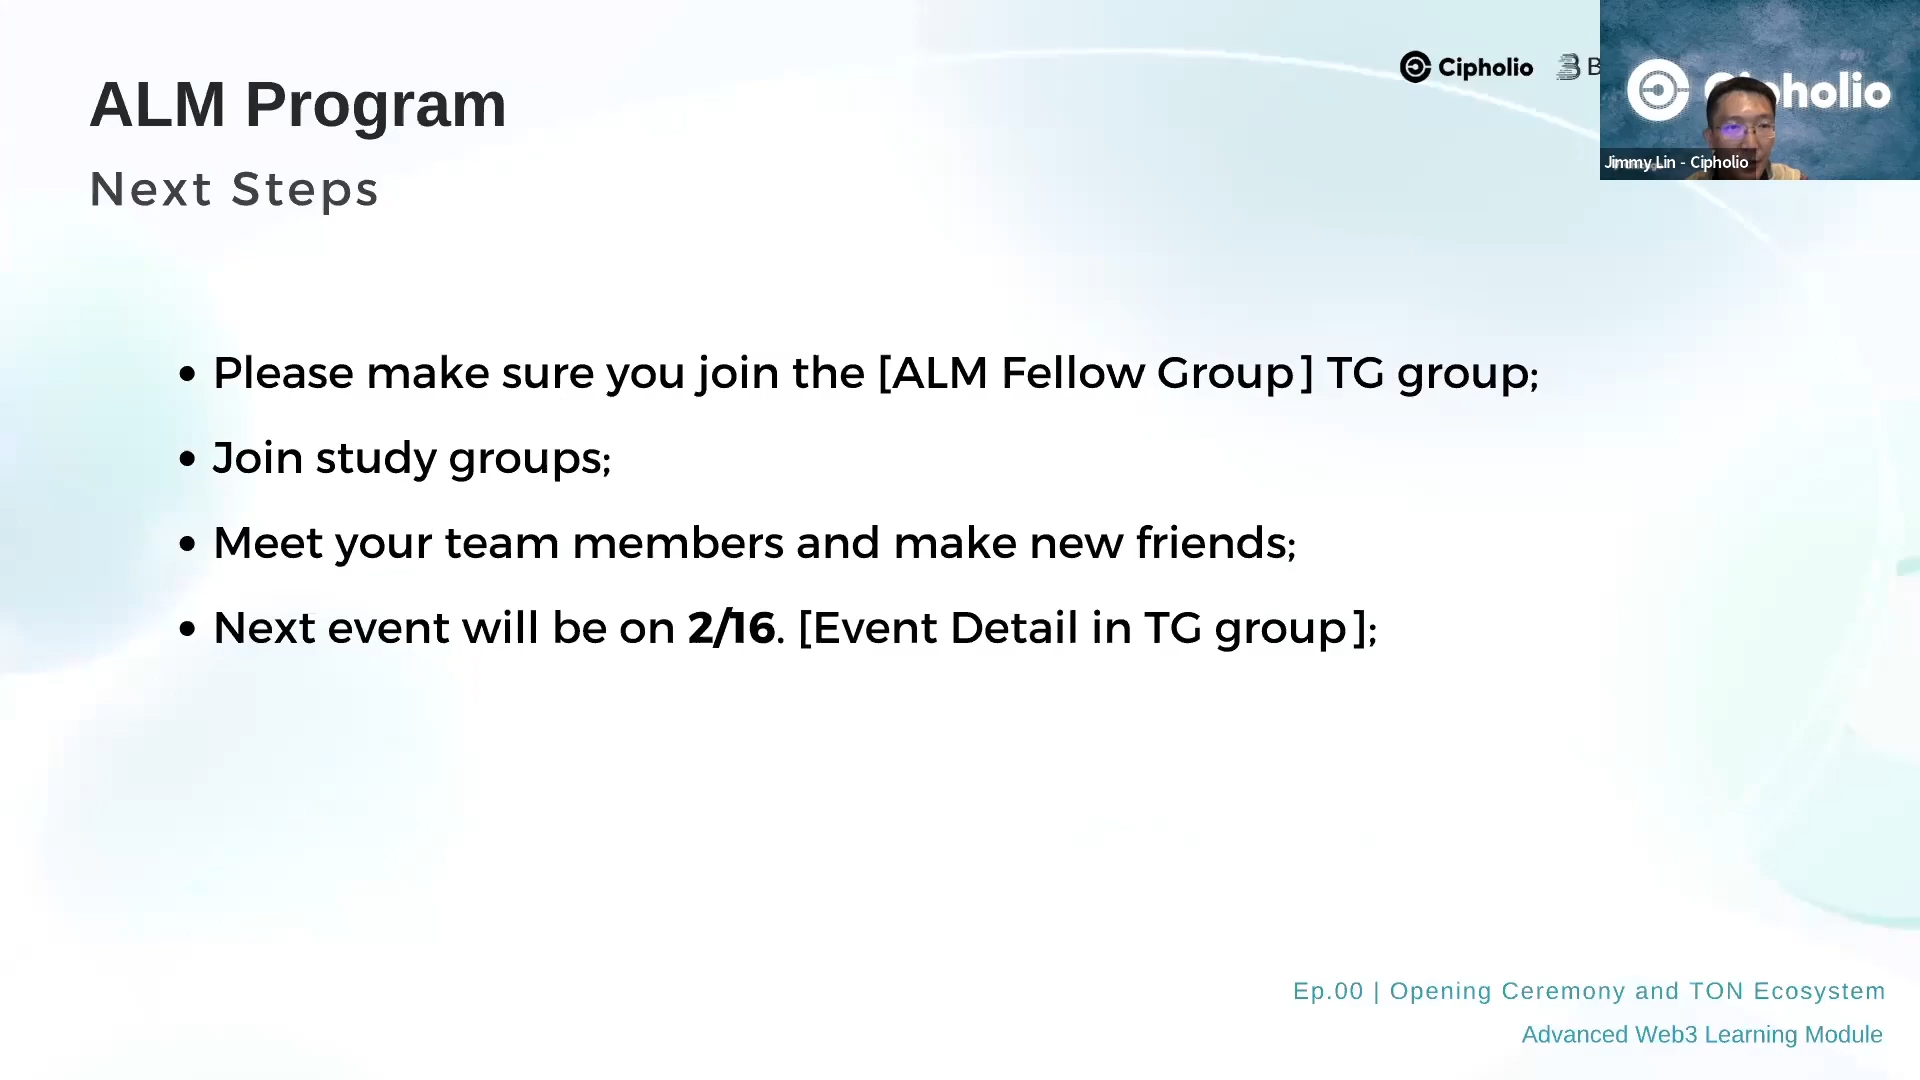 ALM Program
Next Steps
Cipholio
B
Cipholio
Jimmy Lin - Cipholio
• Please make sure you join the [ALM Fellow Group] TG group;
• Join study groups;
• Meet your team members and make new friends;
• Next event will be on 2/16. [Event Detail in TG group];
Ep.00 | Opening Ceremony and TON Ecosystem
Advanced Web3 Learning Module